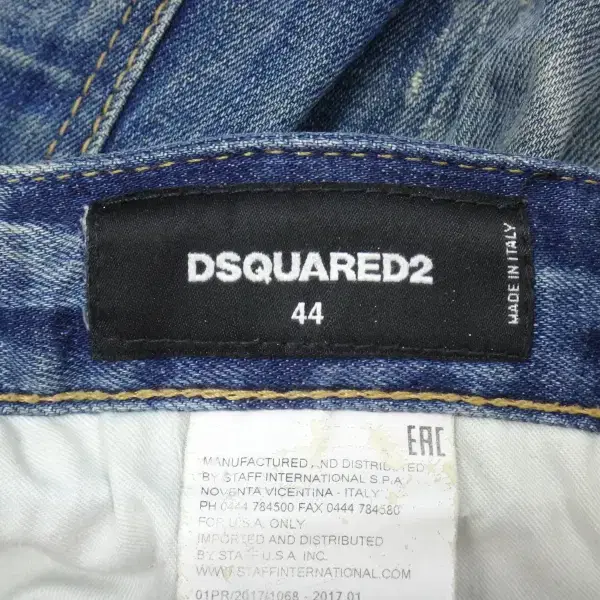 DSQUARED2
44
MADE IN ITALY
EAC
MANUFACTURED AND DISTRIBUTED
BY STAFF INTERNATIONAL S.P.A.
NOVENTA VICENTINA - ITALY
PH 0444 784500 FAX 0444 784580
FOR U.S.A. ONLY
IMPORTED AND DISTRIBUTED
BY STAFF U.S.A. INC.
WWW.STAFFINTERNATIONAL.COM
01PR/2017/1068 - 2017.01